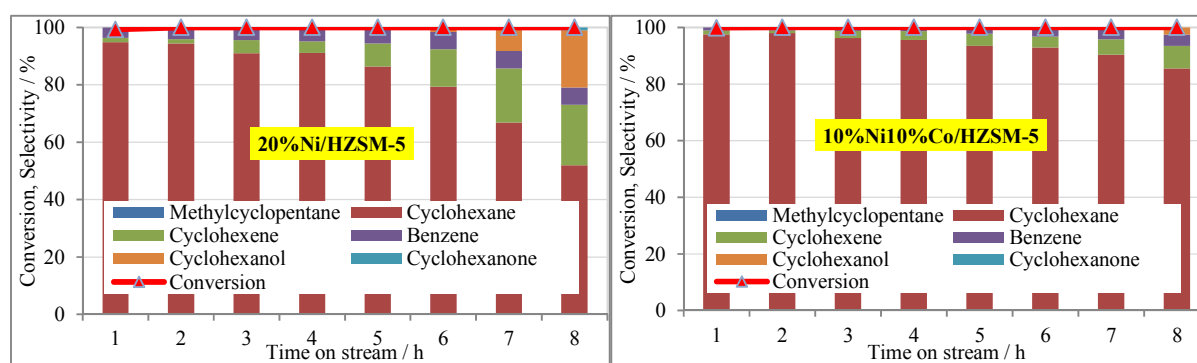 Conversion, Selectivity / %
100
80
60
40
20
0
20%Ni/HZSM-5
Methylcyclopentane
Cyclohexane
Cyclohexene
Benzene
Cyclohexanol
Cyclohexanone
Conversion
1 2 3 4 5 6 7 8
Time on stream / h
Conversion, Selectivity / %
100
80
60
40
20
0
10%Ni10%Co/HZSM-5
Methylcyclopentane
Cyclohexane
Cyclohexene
Benzene
Cyclohexanol
Cyclohexanone
Conversion
1 2 3 4 5 6 7 8
Time on stream / h